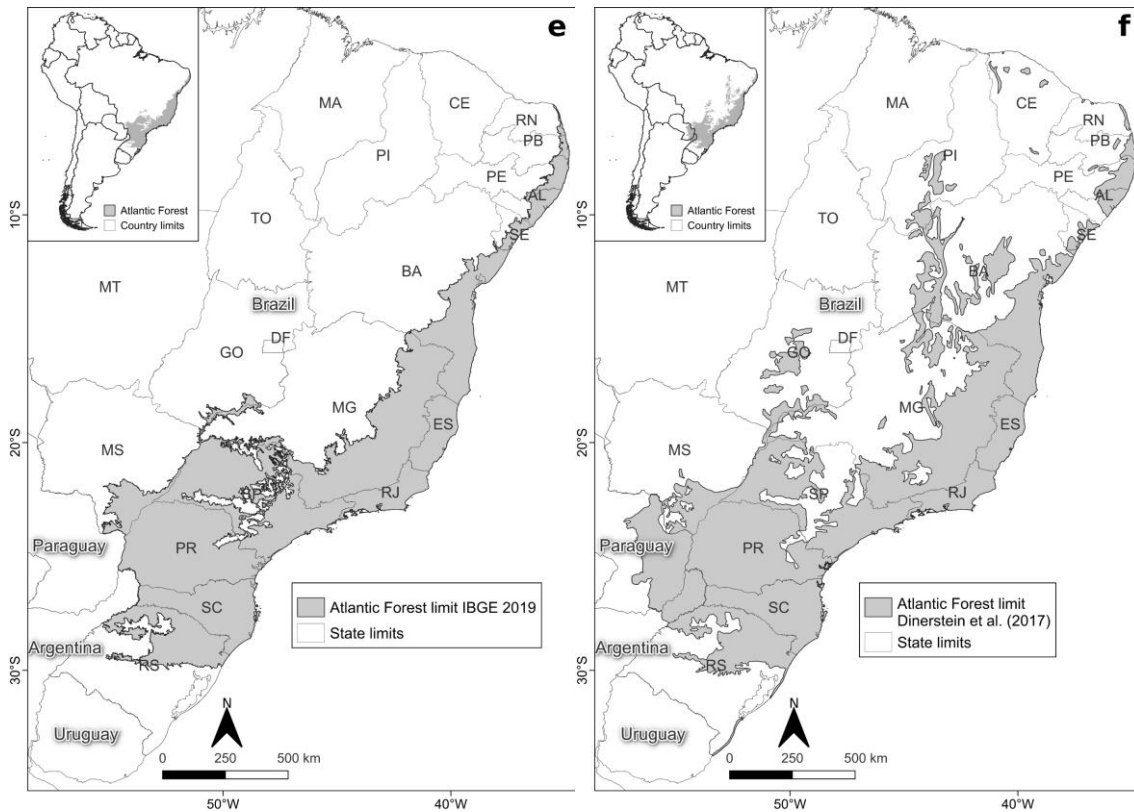 e
Atlantic Forest
Country limits
MA
CE
RN
PB
PI
PE
AL
SE
TO
BA
MT
Brazil
DF
GO
MG
ES
MS
SP
RJ
Paraguay
PR
SC
Argentina
RS
Uruguay
Atlantic Forest limit IBGE 2019
State limits
N
0 250 500 km
10°S
20°S
30°S
50°W 40°W
f
Atlantic Forest
Country limits
MA
CE
RN
PB
PI
PE
AL
SE
TO
BA
MT
Brazil
DF
GO
MG
ES
MS
SP
RJ
Paraguay
PR
SC
Argentina
RS
Uruguay
Atlantic Forest limit
Dinerstein et al. (2017)
State limits
N
0 250 500 km
10°S
20°S
30°S
50°W 40°W